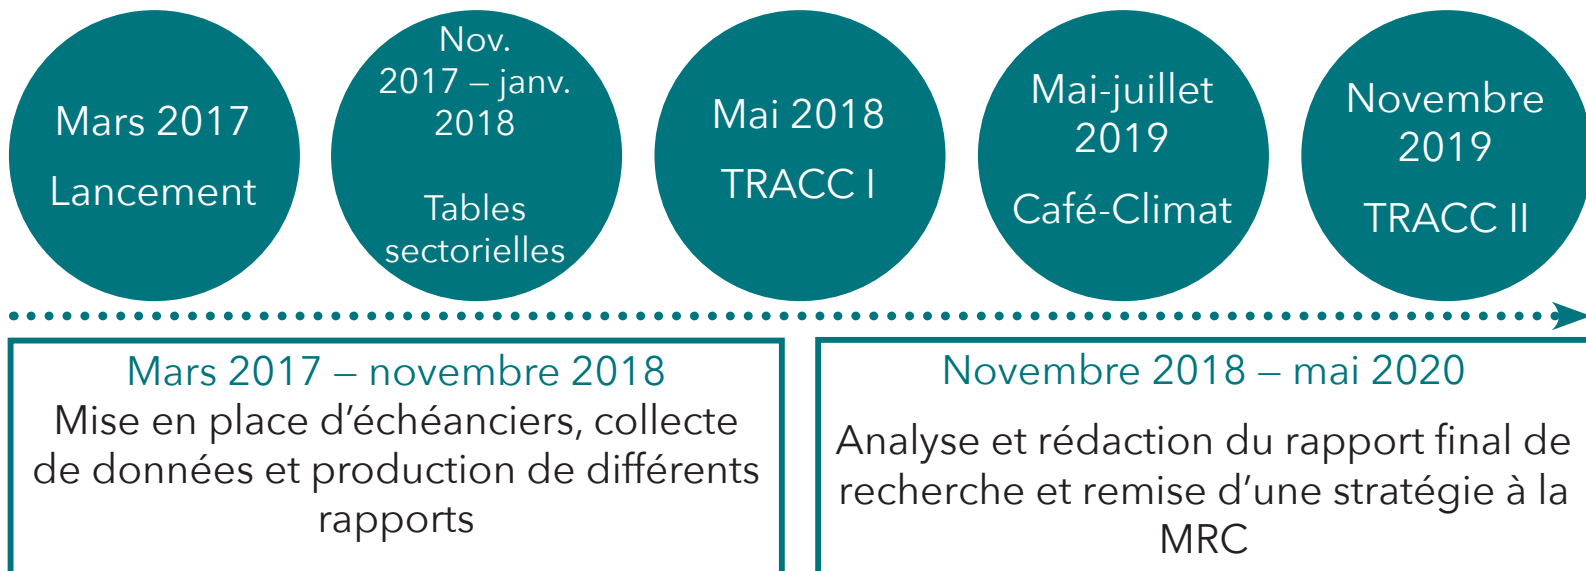 Mars 2017
Lancement
Nov.
2017 – janv.
2018
Tables
sectorielles
Mai 2018
TRACC I
Mai-juillet
2019
Café-Climat
Novembre
2019
TRACC II
Mars 2017 – novembre 2018
Mise en place d’échéanciers, collecte
de données et production de différents
rapports
Novembre 2018 – mai 2020
Analyse et rédaction du rapport final de
recherche et remise d’une stratégie à la
MRC